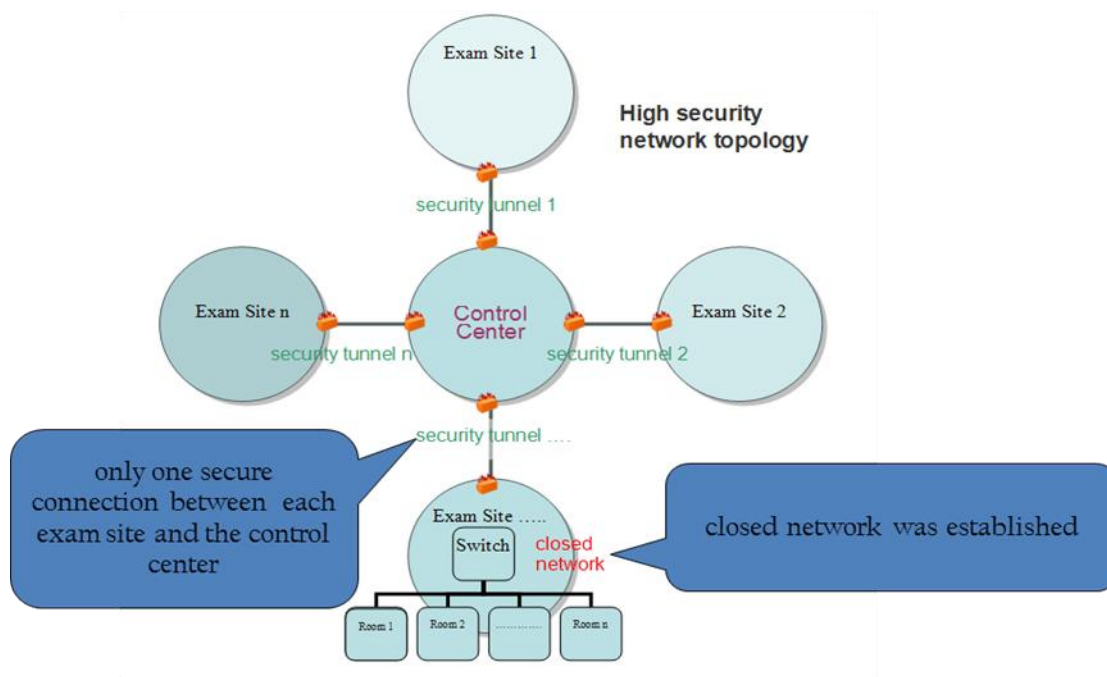 Exam Site 1
High security
network topology
security tunnel 1
Exam Site n
Control
Center
Exam Site 2
security tunnel n
security tunnel 2
security tunnel ....
only one secure
connection between each
exam site and the control
center
Exam Site .....
Switch
closed
network
closed network was established
Room 1
Room 2
.............
Room n